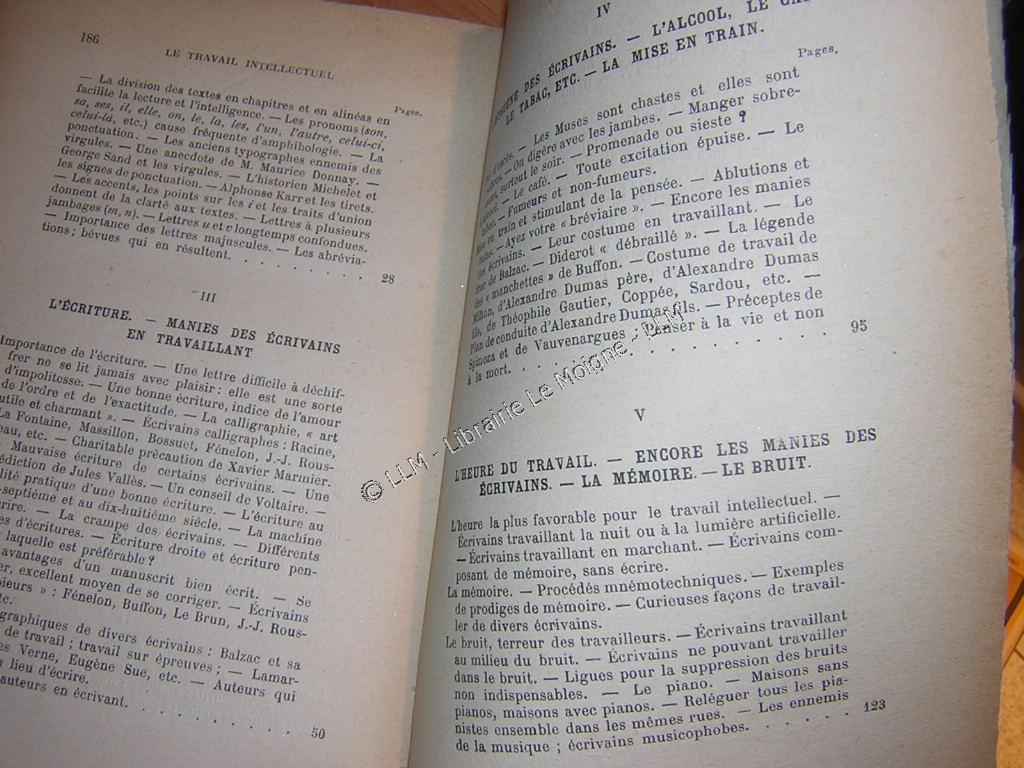 186
LE TRAVAIL INTELLECTUEL
Pages.
— La division des textes en chapitres et en alinéas en
facilite la lecture et l'intelligence. — Les pronoms (son,
sa, ses, il, elle, on, le, la, les, l'un, l'autre, celui-ci,
celui-là, etc.) cause fréquente d'amphibologie. — La
ponctuation. — Les anciens typographes ennemis des
virgules. — Une anecdote de M. Maurice Donnay. —
George Sand et les virgules. — L'historien Michelet et
les signes de ponctuation. — Alphonse Karr et les tirets.
— Les accents, les points sur les i et les traits d'union
donnent de la clarté aux textes. — Lettres à plusieurs
jambages (m, n). — Lettres u et v longtemps confondues.
— Importance des lettres majuscules. — Les abrévia-
tions ; bévues qui en résultent. . . . . . . . . 28
III
L'ÉCRITURE. — MANIES DES ÉCRIVAINS
EN TRAVAILLANT
Importance de l'écriture. — Une lettre difficile à déchif-
frer ne se lit jamais avec plaisir : elle est une sorte
d'impolitesse. — Une bonne écriture, indice de l'amour
de l'ordre et de l'exactitude. — La calligraphie, « art
utile et charmant ». — Écrivains calligraphes : Racine,
La Fontaine, Massillon, Bossuet, Fénelon, J.-J. Rous-
eau, etc. — Charitable précaution de Xavier Marmier.
Mauvaise écriture de certains écrivains. — Une
diction de Jules Vallès. — Un conseil de Voltaire. —
lité pratique d'une bonne écriture. — L'écriture au
-septième et au dix-huitième siècle. — La machine
rire. — La crampe des écrivains. — Différents
s d'écritures. — Écriture droite et écriture pen-
laquelle est préférable ?
avantages d'un manuscrit bien écrit. — Se
er, excellent moyen de se corriger. — Écrivains
pieurs » : Fénelon, Buffon, Le Brun, J.-J. Rous-
tc.
graphiques de divers écrivains : Balzac et sa
de travail ; travail sur épreuves ; — Lamar-
es Verne, Eugène Sue, etc. — Auteurs qui
u lieu d'écrire.
auteurs en écrivant. . . . . . . . . 50
IV
DES ÉCRIVAINS. — L'ALCOOL, LE
LE TABAC, ETC. — LA MISE EN TRAIN.
Pages.
— Les Muses sont chastes et elles sont
— On digère avec les jambes. — Manger sobre-
surtout le soir. — Promenade ou sieste ?
— Le café. — Toute excitation épuise. — Le
— Fumeurs et non-fumeurs.
en train et stimulant de la pensée. — Ablutions et
— Ayez votre « bréviaire ». — Encore les manies
des écrivains. — Leur costume en travaillant. — Le
froc de Balzac. — Diderot « débraillé ». — La légende
des « manchettes » de Buffon. — Costume de travail de
Milton, d'Alexandre Dumas père, d'Alexandre Dumas
fils, de Théophile Gautier, Coppée, Sardou, etc. —
Plan de conduite d'Alexandre Dumas fils. — Préceptes de
Spinoza et de Vauvenargues ; Penser à la vie et non
à la mort. . . . . . . . . 95
V
L'HEURE DU TRAVAIL. — ENCORE LES MANIES DES
ÉCRIVAINS. — LA MÉMOIRE. — LE BRUIT.
L'heure la plus favorable pour le travail intellectuel. —
Écrivains travaillant la nuit ou à la lumière artificielle.
— Écrivains travaillant en marchant. — Écrivains com-
posant de mémoire, sans écrire.
La mémoire. — Procédés mnémotechniques. — Exemples
de prodiges de mémoire. — Curieuses façons de travail-
ler de divers écrivains.
Le bruit, terreur des travailleurs. — Écrivains travaillant
au milieu du bruit. — Écrivains ne pouvant travailler
dans le bruit. — Ligues pour la suppression des bruits
non indispensables. — Le piano. — Maisons sans
pianos, maisons avec pianos. — Reléguer tous les pia-
nistes ensemble dans les mêmes rues. — Les ennemis
de la musique ; écrivains musicophobes. . . . . . . 123
© LLM - Librairie Le Moigne - DLM